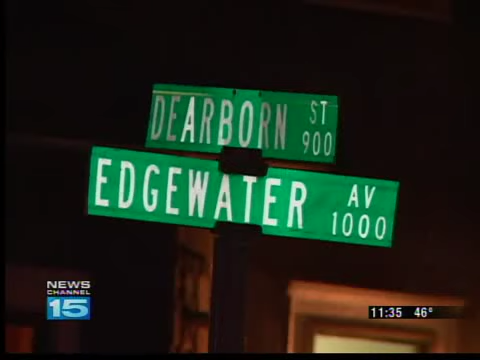 DEARBORN ST 900
EDGEWATER AV 1000
NEWS
CHANNEL
15
11:35 46°